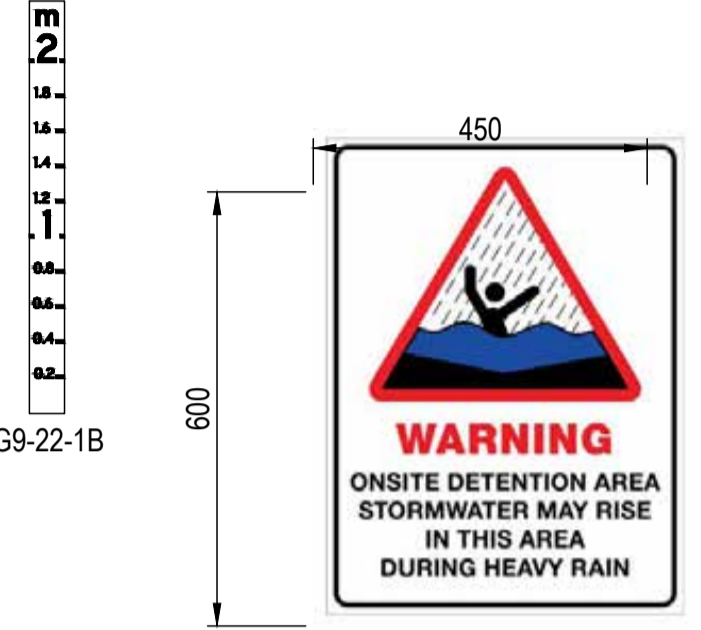 m
2
1.8
1.6
1.4
1.2
1
0.8
0.6
0.4
0.2
G9-22-1B
450
600
WARNING
ONSITE DETENTION AREA
STORMWATER MAY RISE
IN THIS AREA
DURING HEAVY RAIN